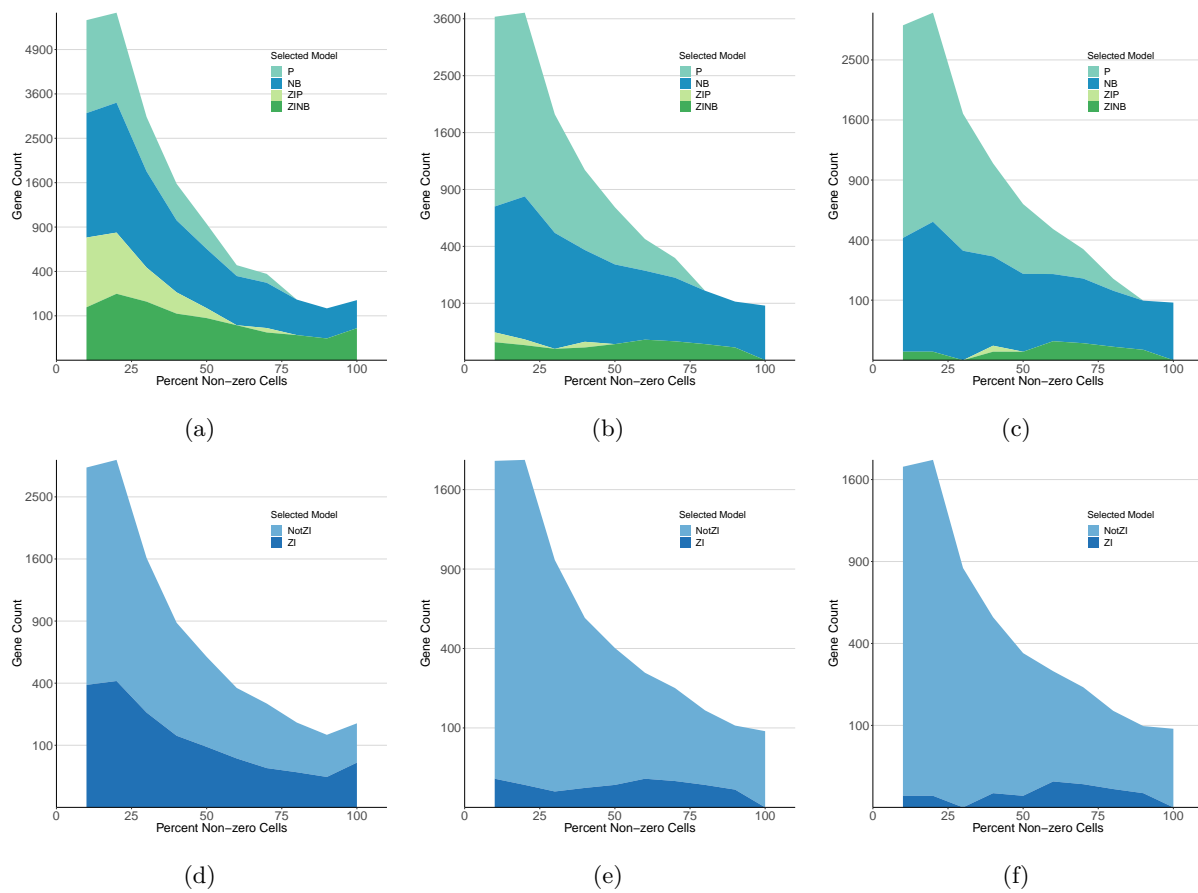 Gene Count
4900
3600
2500
1600
900
400
100
0
25
50
75
100
Percent Non−zero Cells
Selected Model
P
NB
ZIP
ZINB
(a)
Gene Count
3600
2500
1600
900
400
100
0
25
50
75
100
Percent Non−zero Cells
Selected Model
P
NB
ZIP
ZINB
(b)
Gene Count
2500
1600
900
400
100
0
25
50
75
100
Percent Non−zero Cells
Selected Model
P
NB
ZIP
ZINB
(c)
Gene Count
2500
1600
900
400
100
0
25
50
75
100
Percent Non−zero Cells
Selected Model
NotZI
ZI
(d)
Gene Count
1600
900
400
100
0
25
50
75
100
Percent Non−zero Cells
Selected Model
NotZI
ZI
(e)
Gene Count
1600
900
400
100
0
25
50
75
100
Percent Non−zero Cells
Selected Model
NotZI
ZI
(f)